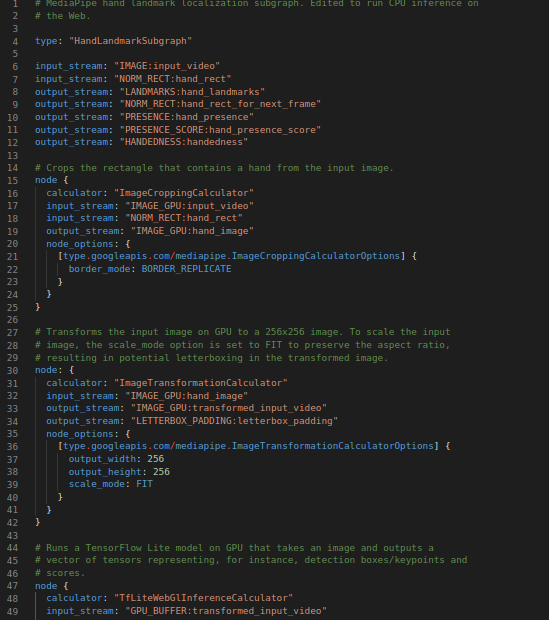 1 # MediaPipe hand landmark localization subgraph. Edited to run CPU inference on
2 # the Web.
3
4 type: "HandLandmarkSubgraph"
5
6 input_stream: "IMAGE:input_video"
7 input_stream: "NORM_RECT:hand_rect"
8 output_stream: "LANDMARKS:hand_landmarks"
9 output_stream: "NORM_RECT:hand_rect_for_next_frame"
10 output_stream: "PRESENCE:hand_presence"
11 output_stream: "PRESENCE_SCORE:hand_presence_score"
12 output_stream: "HANDEDNESS:handedness"
13
14 # Crops the rectangle that contains a hand from the input image.
15 node {
16   calculator: "ImageCroppingCalculator"
17   input_stream: "IMAGE_GPU:input_video"
18   input_stream: "NORM_RECT:hand_rect"
19   output_stream: "IMAGE_GPU:hand_image"
20   node_options: {
21     [type.googleapis.com/mediapipe.ImageCroppingCalculatorOptions] {
22       border_mode: BORDER_REPLICATE
23     }
24   }
25 }
26
27 # Transforms the input image on GPU to a 256x256 image. To scale the input
28 # image, the scale_mode option is set to FIT to preserve the aspect ratio,
29 # resulting in potential letterboxing in the transformed image.
30 node: {
31   calculator: "ImageTransformationCalculator"
32   input_stream: "IMAGE_GPU:hand_image"
33   output_stream: "IMAGE_GPU:transformed_input_video"
34   output_stream: "LETTERBOX_PADDING:letterbox_padding"
35   node_options: {
36     [type.googleapis.com/mediapipe.ImageTransformationCalculatorOptions] {
37       output_width: 256
38       output_height: 256
39       scale_mode: FIT
40     }
41   }
42 }
43
44 # Runs a TensorFlow Lite model on GPU that takes an image and outputs a
45 # vector of tensors representing, for instance, detection boxes/keypoints and
46 # scores.
47 node {
48   calculator: "TfLiteWebGlInferenceCalculator"
49   input_stream: "GPU_BUFFER:transformed_input_video"